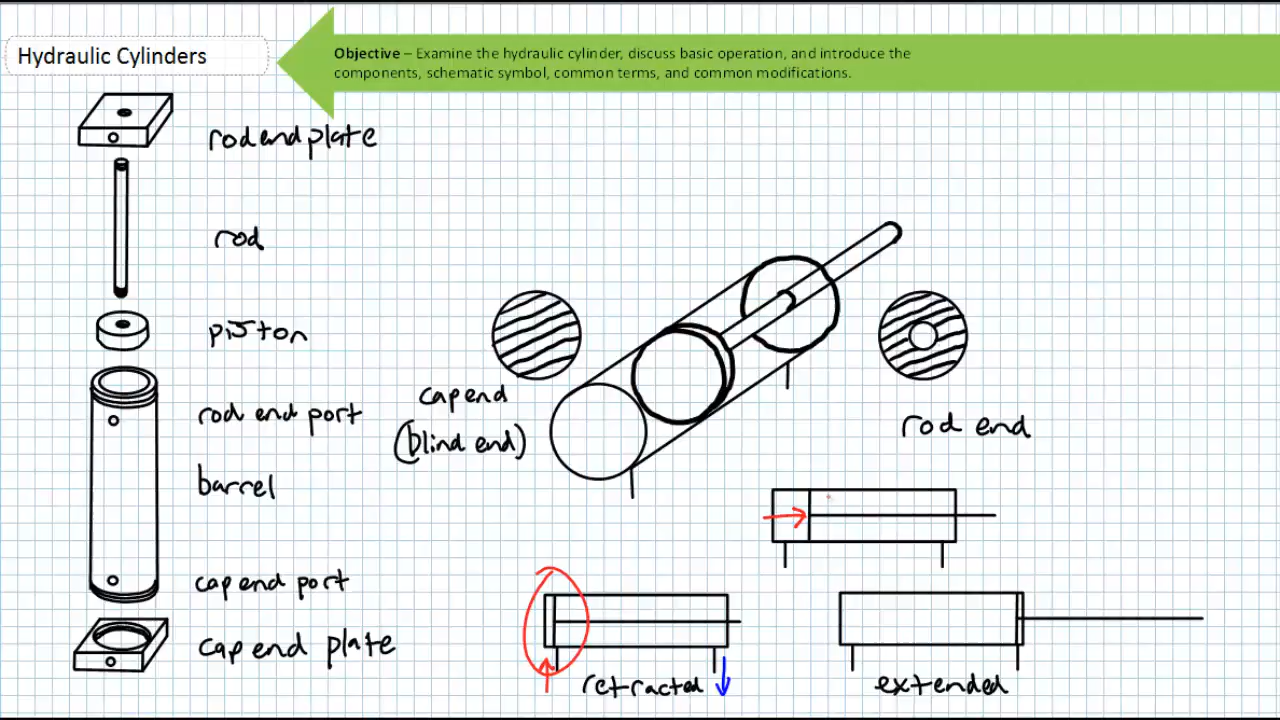 Hydraulic Cylinders
Objective – Examine the hydraulic cylinder, discuss basic operation, and introduce the
components, schematic symbol, common terms, and common modifications.
rod end plate
rod
piston
rod end port
barrel
cap end port
cap end plate
cap end
(blind end)
rod end
retracted
extended